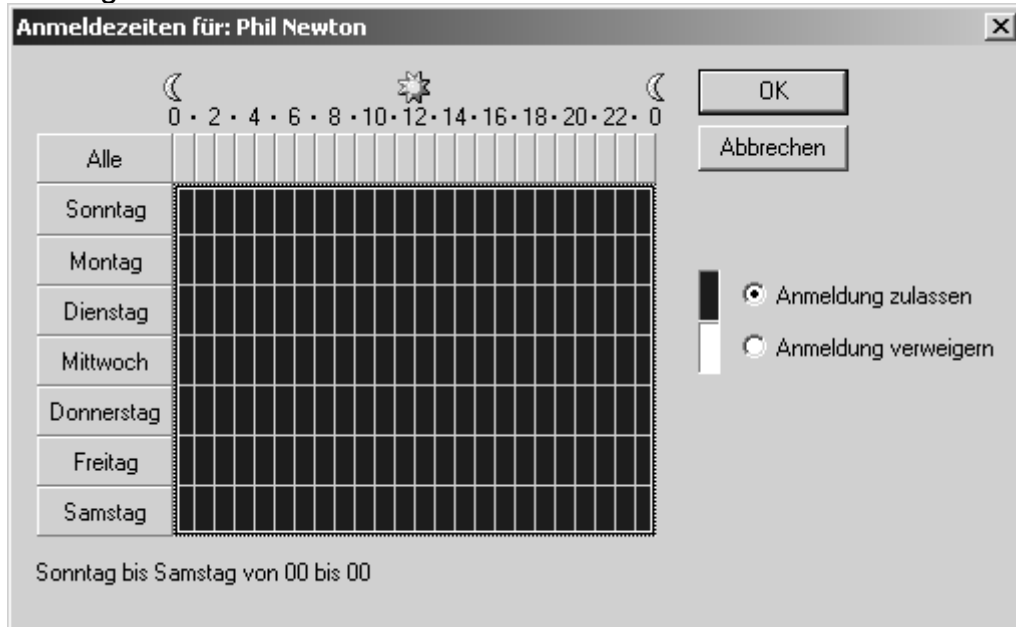 Anmeldezeiten für: Phil Newton
OK
0 · 2 · 4 · 6 · 8 · 10 · 12 · 14 · 16 · 18 · 20 · 22 · 0
Abbrechen
Alle
Sonntag
Montag
Dienstag
Anmeldung zulassen
Mittwoch
Anmeldung verweigern
Donnerstag
Freitag
Samstag
Sonntag bis Samstag von 00 bis 00